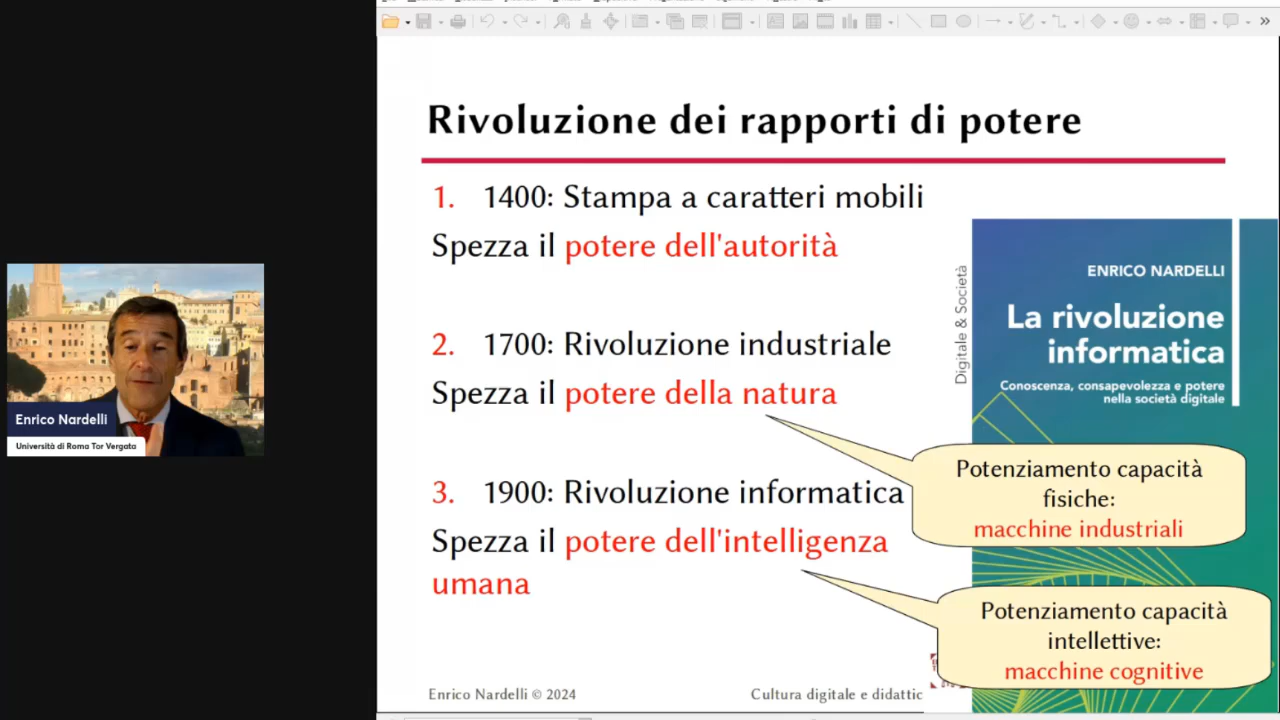 Rivoluzione dei rapporti di potere
1. 1400: Stampa a caratteri mobili
Spezza il potere dell'autorità
2. 1700: Rivoluzione industriale
Spezza il potere della natura
3. 1900: Rivoluzione informatica
Spezza il potere dell'intelligenza
umana
Digitale & Società
ENRICO NARDELLI
La rivoluzione
informatica
Conoscenza, consapevolezza e potere
nella società digitale
Potenziamento capacità
fisiche:
macchine industriali
Potenziamento capacità
intellettive:
macchine cognitive
Enrico Nardelli © 2024
Cultura digitale e didattic
Enrico Nardelli
Università di Roma Tor Vergata